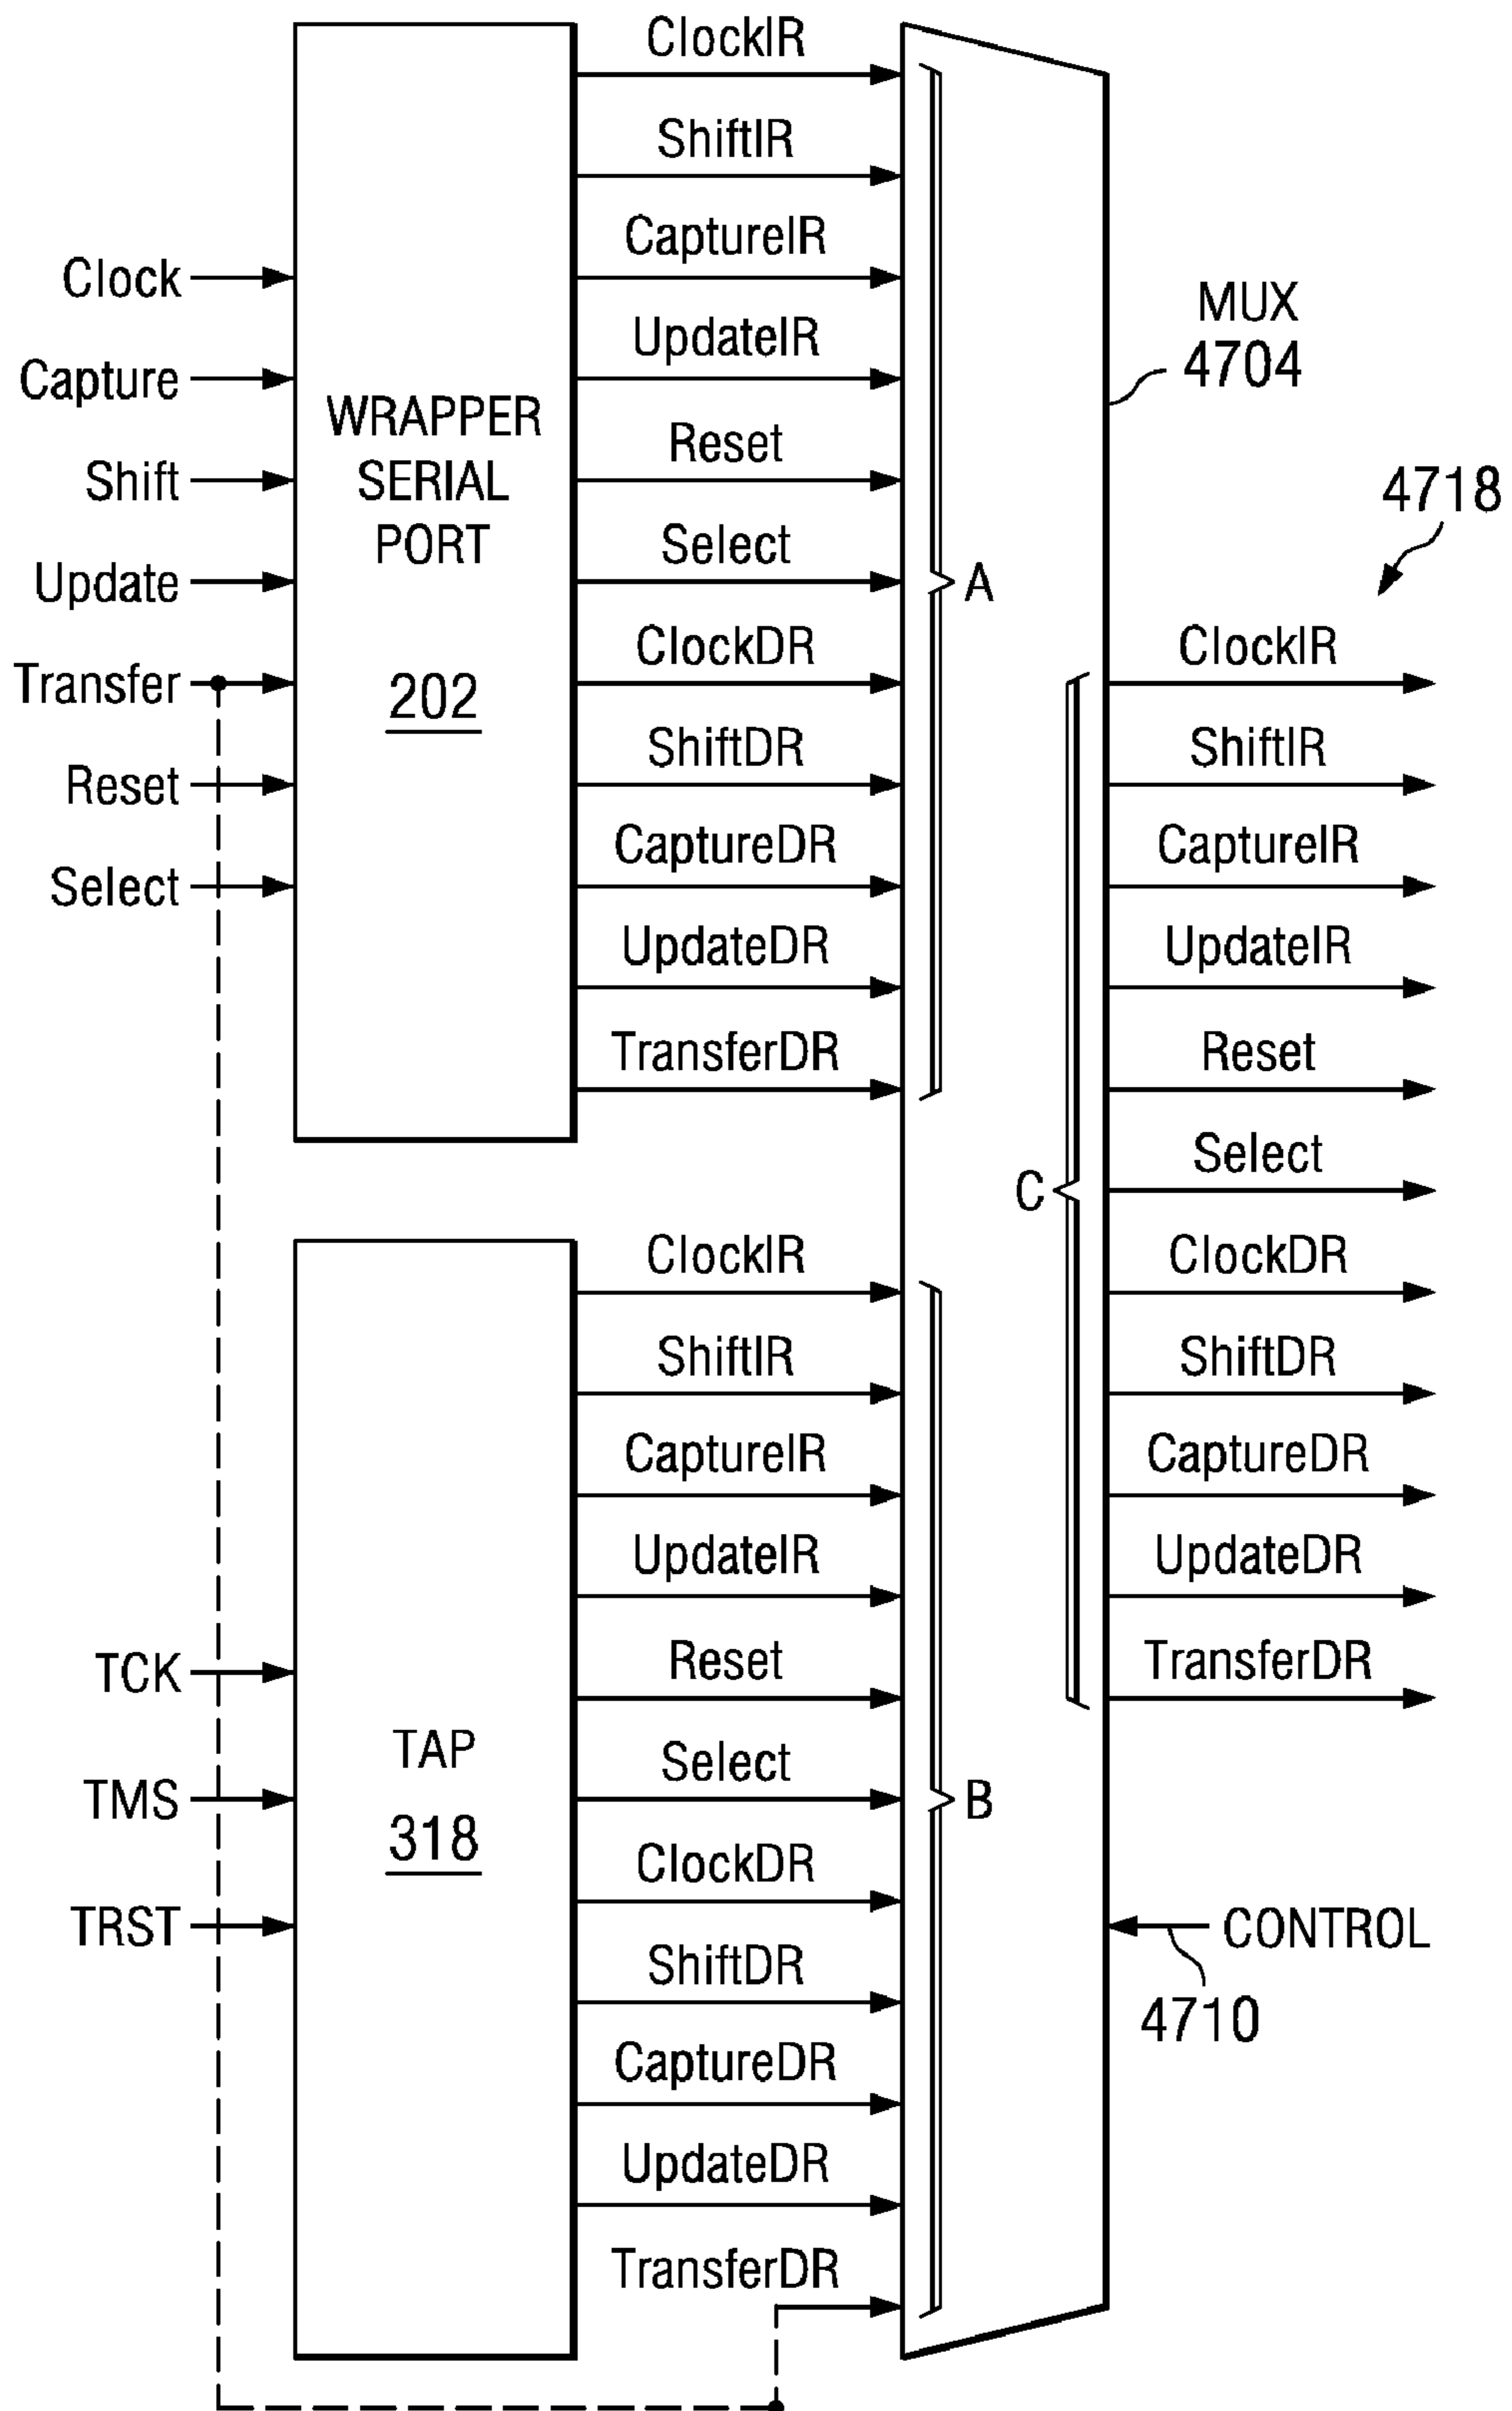 Clock
Capture
Shift
Update
Transfer
Reset
Select
WRAPPER
SERIAL
PORT
202
ClockIR
ShiftIR
CaptureIR
UpdateIR
Reset
Select
ClockDR
ShiftDR
CaptureDR
UpdateDR
TransferDR
A
TCK
TMS
TRST
TAP
318
ClockIR
ShiftIR
CaptureIR
UpdateIR
Reset
Select
ClockDR
ShiftDR
CaptureDR
UpdateDR
TransferDR
B
MUX
4704
4718
C
ClockIR
ShiftIR
CaptureIR
UpdateIR
Reset
Select
ClockDR
ShiftDR
CaptureDR
UpdateDR
TransferDR
CONTROL
4710